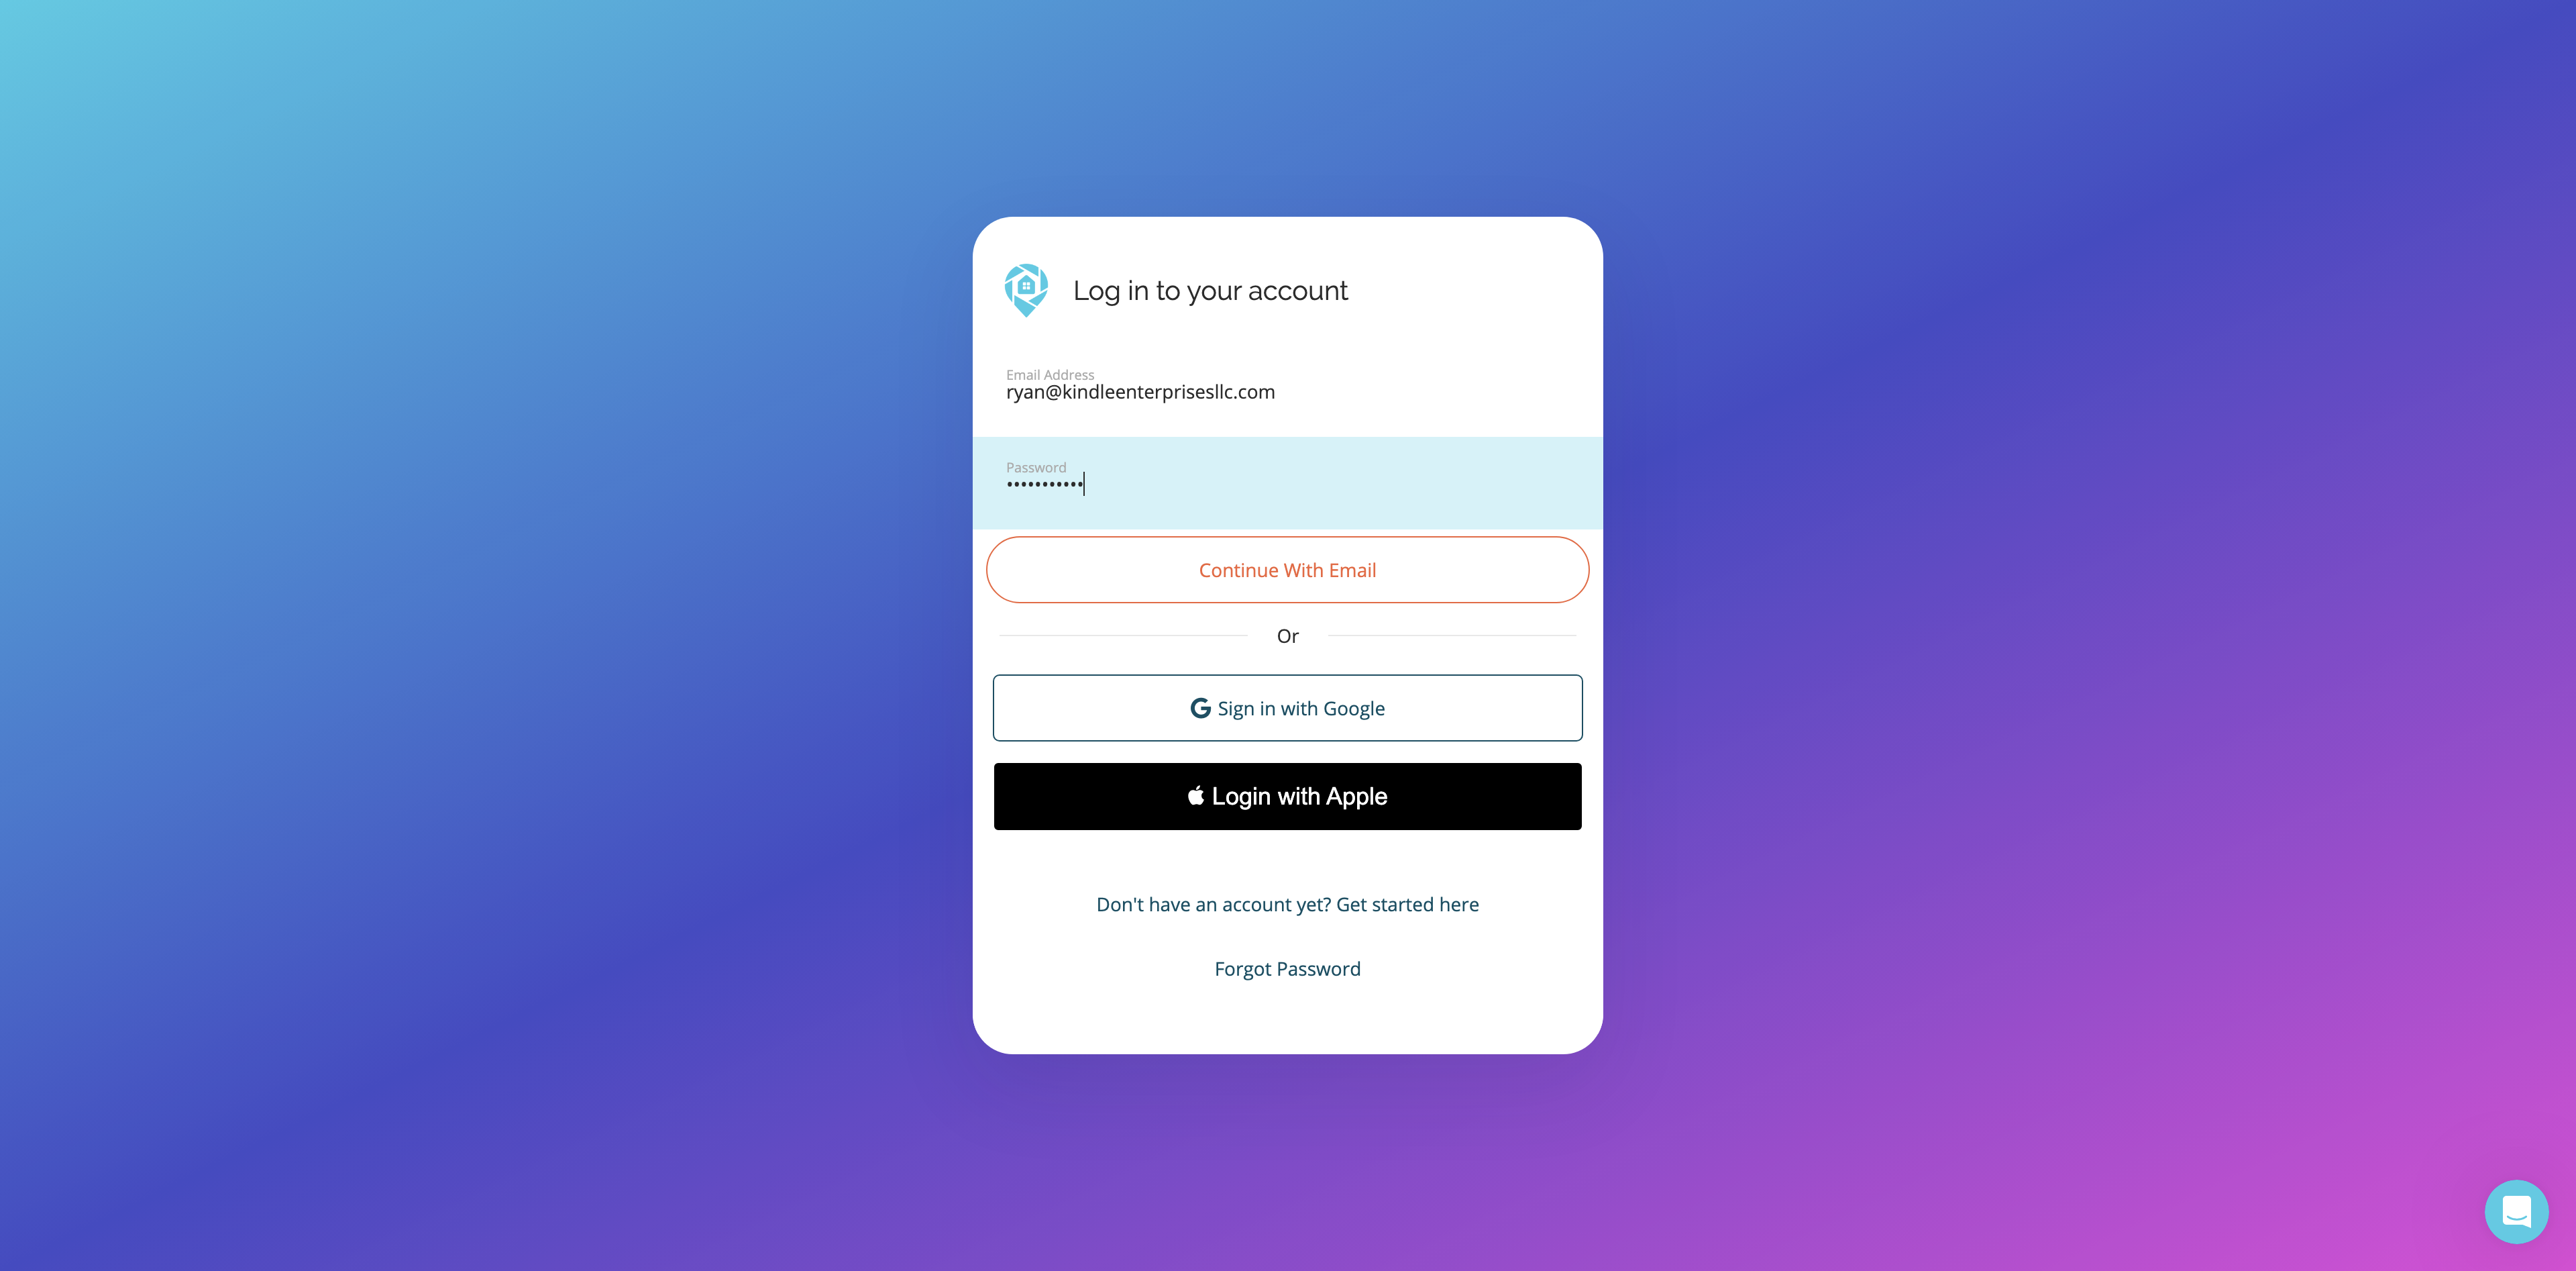 Log in to your account
Email Address
ryan@kindleenterprisesllc.com
Password
•••••••••••
Continue With Email
Or
Sign in with Google
Login with Apple
Don't have an account yet? Get started here
Forgot Password